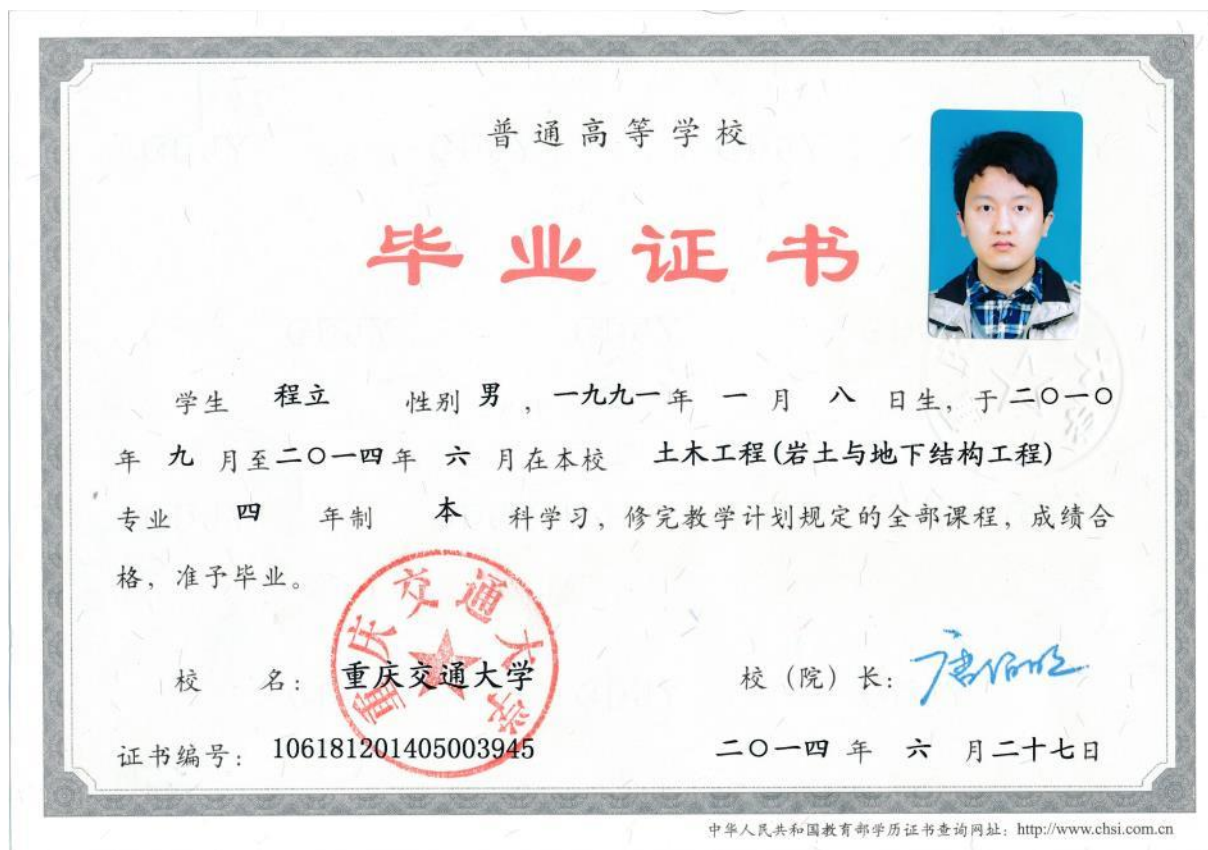 普通高等学校
毕业证书
学生 程立 性别 男，一九九一年 一 月 八 日生，于二〇一〇
年 九 月至二〇一四年 六 月在本校 土木工程(岩土与地下结构工程)
专业 四 年制 本 科学习，修完教学计划规定的全部课程，成绩合
格，准予毕业。
重庆交通大学
校 名：重庆交通大学 校（院）长：唐伯明
证书编号：106181201405003945 二〇一四 年 六 月二十七日
中华人民共和国教育部学历证书查询网址：http://www.chsi.com.cn